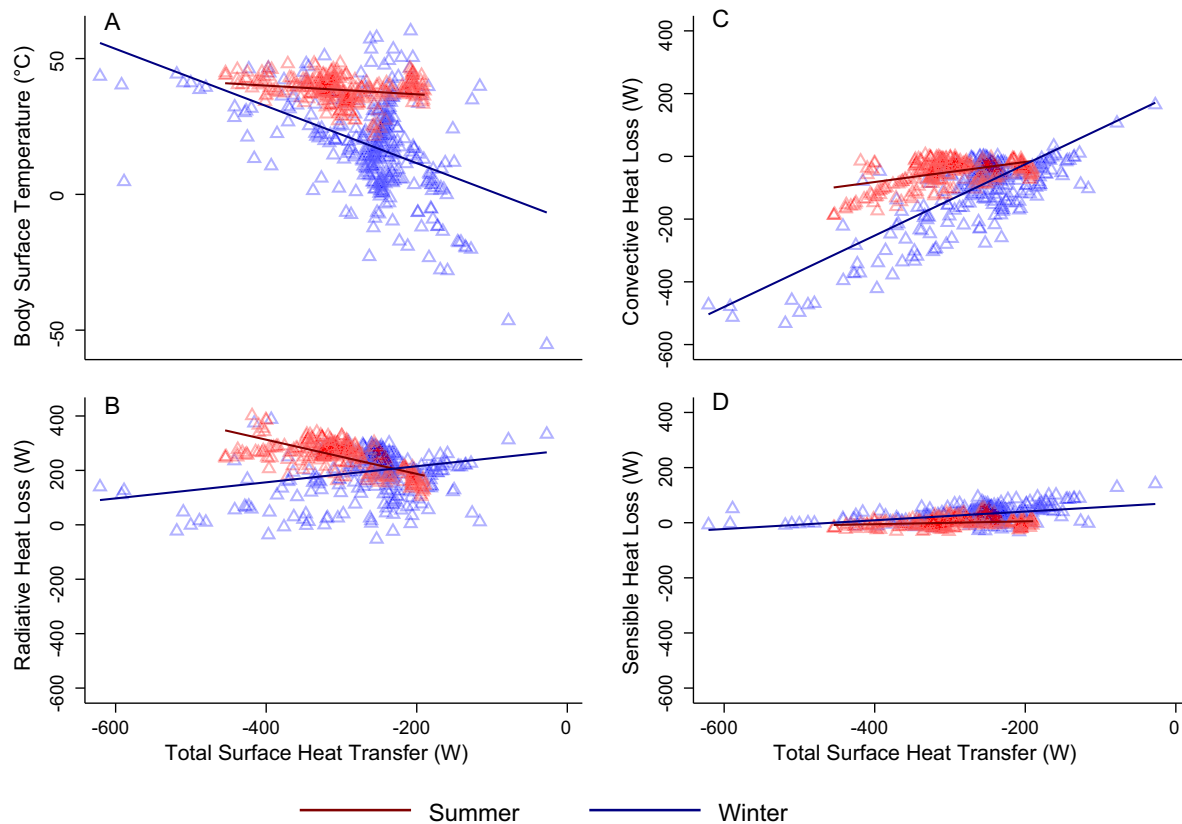 A
Body Surface Temperature (°C)
50
0
-50
C
Convective Heat Loss (W)
400
200
0
-200
-400
-600
B
Radiative Heat Loss (W)
400
200
0
-200
-400
-600
-600 -400 -200 0
Total Surface Heat Transfer (W)
D
Sensible Heat Loss (W)
400
200
0
-200
-400
-600
-600 -400 -200 0
Total Surface Heat Transfer (W)
Summer Winter